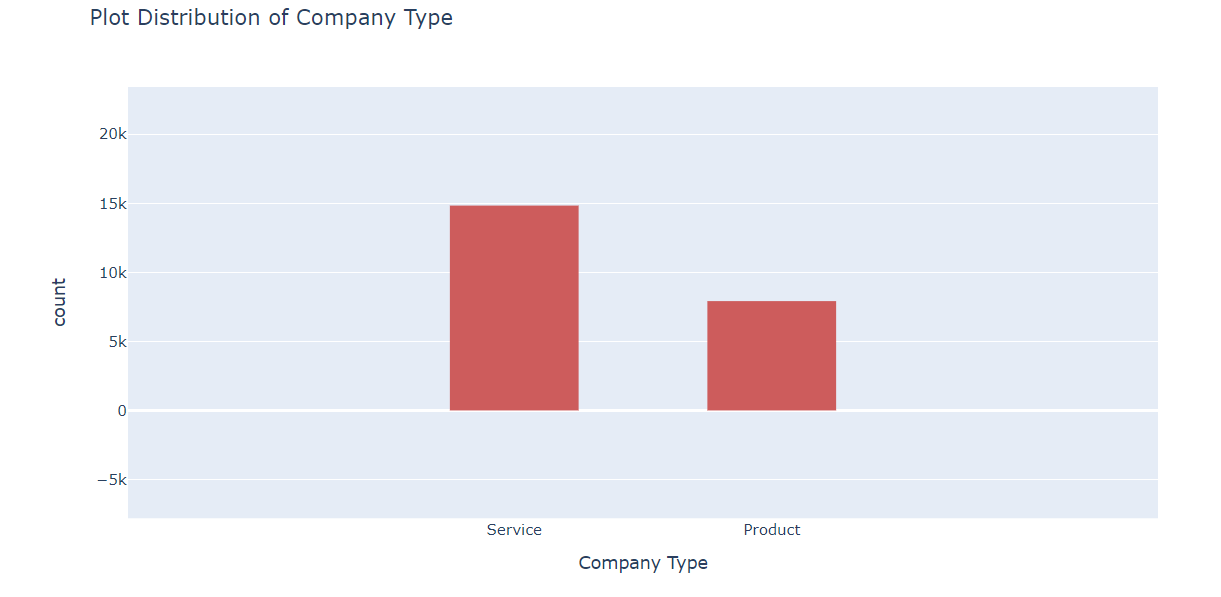 Plot Distribution of Company Type
20k
15k
10k
5k
0
−5k
count
Service Product
Company Type